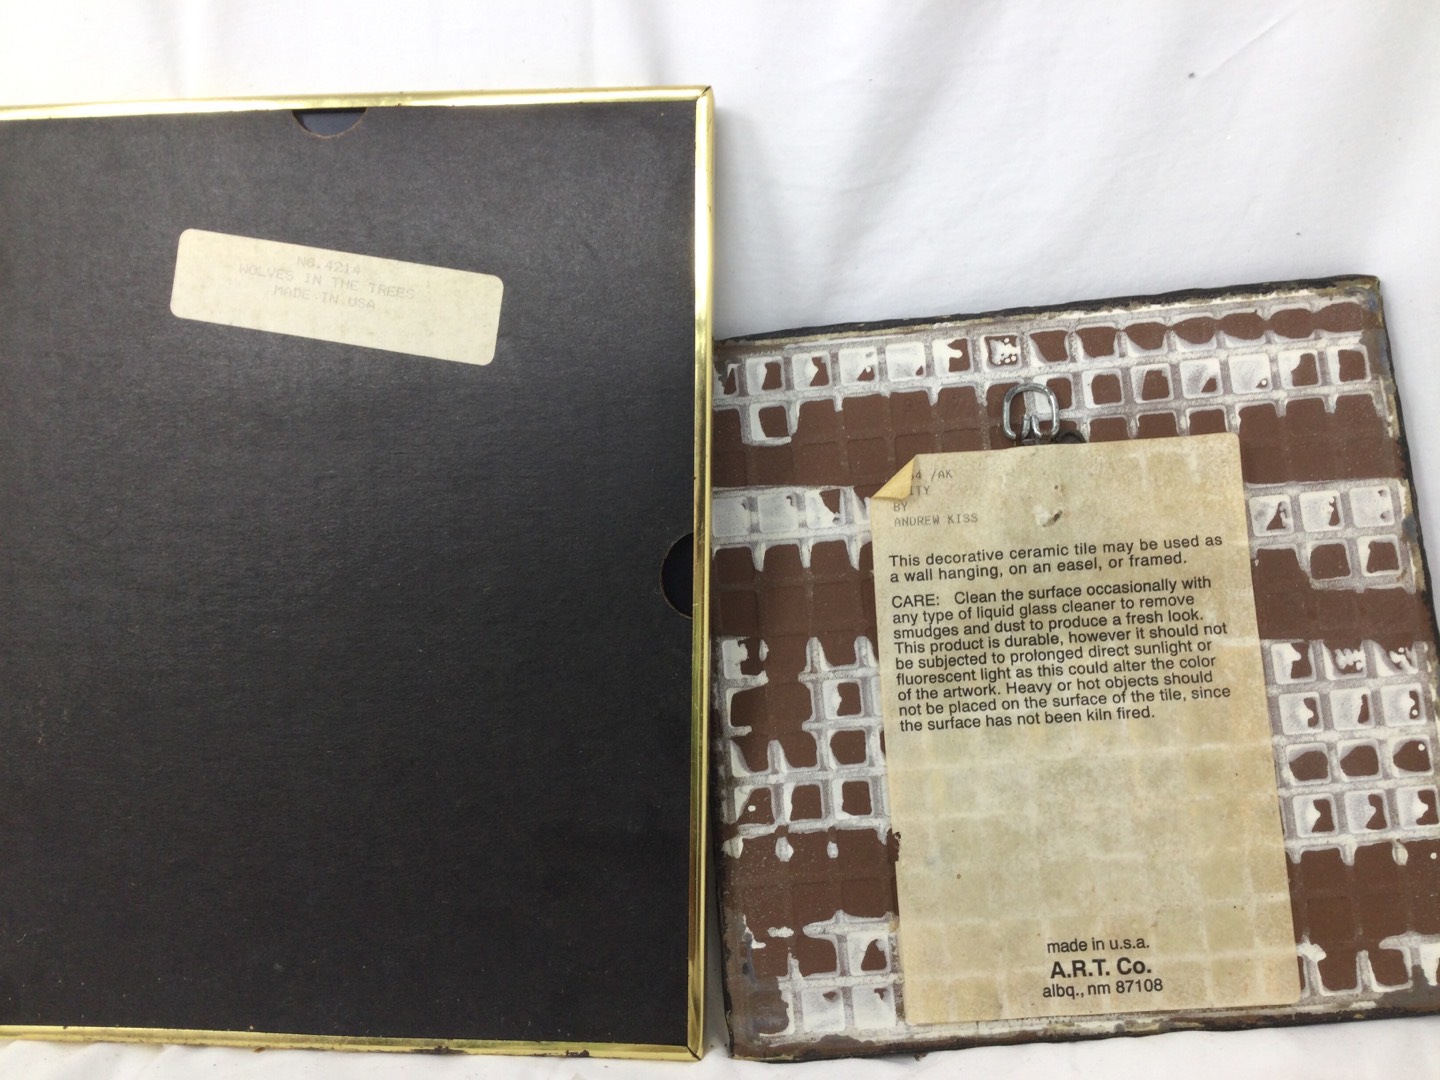 NG.4214
WOLVES IN THE TREES
MADE IN USA
/AK
BY
ANDREW KISS
This decorative ceramic tile may be used as
a wall hanging, on an easel, or framed.
CARE: Clean the surface occasionally with
any type of liquid glass cleaner to remove
smudges and dust to produce a fresh look.
This product is durable, however it should not
be subjected to prolonged direct sunlight or
fluorescent light as this could alter the color
of the artwork. Heavy or hot objects should
not be placed on the surface of the tile, since
the surface has not been kiln fired.
made in u.s.a.
A.R.T. Co.
albq., nm 87108